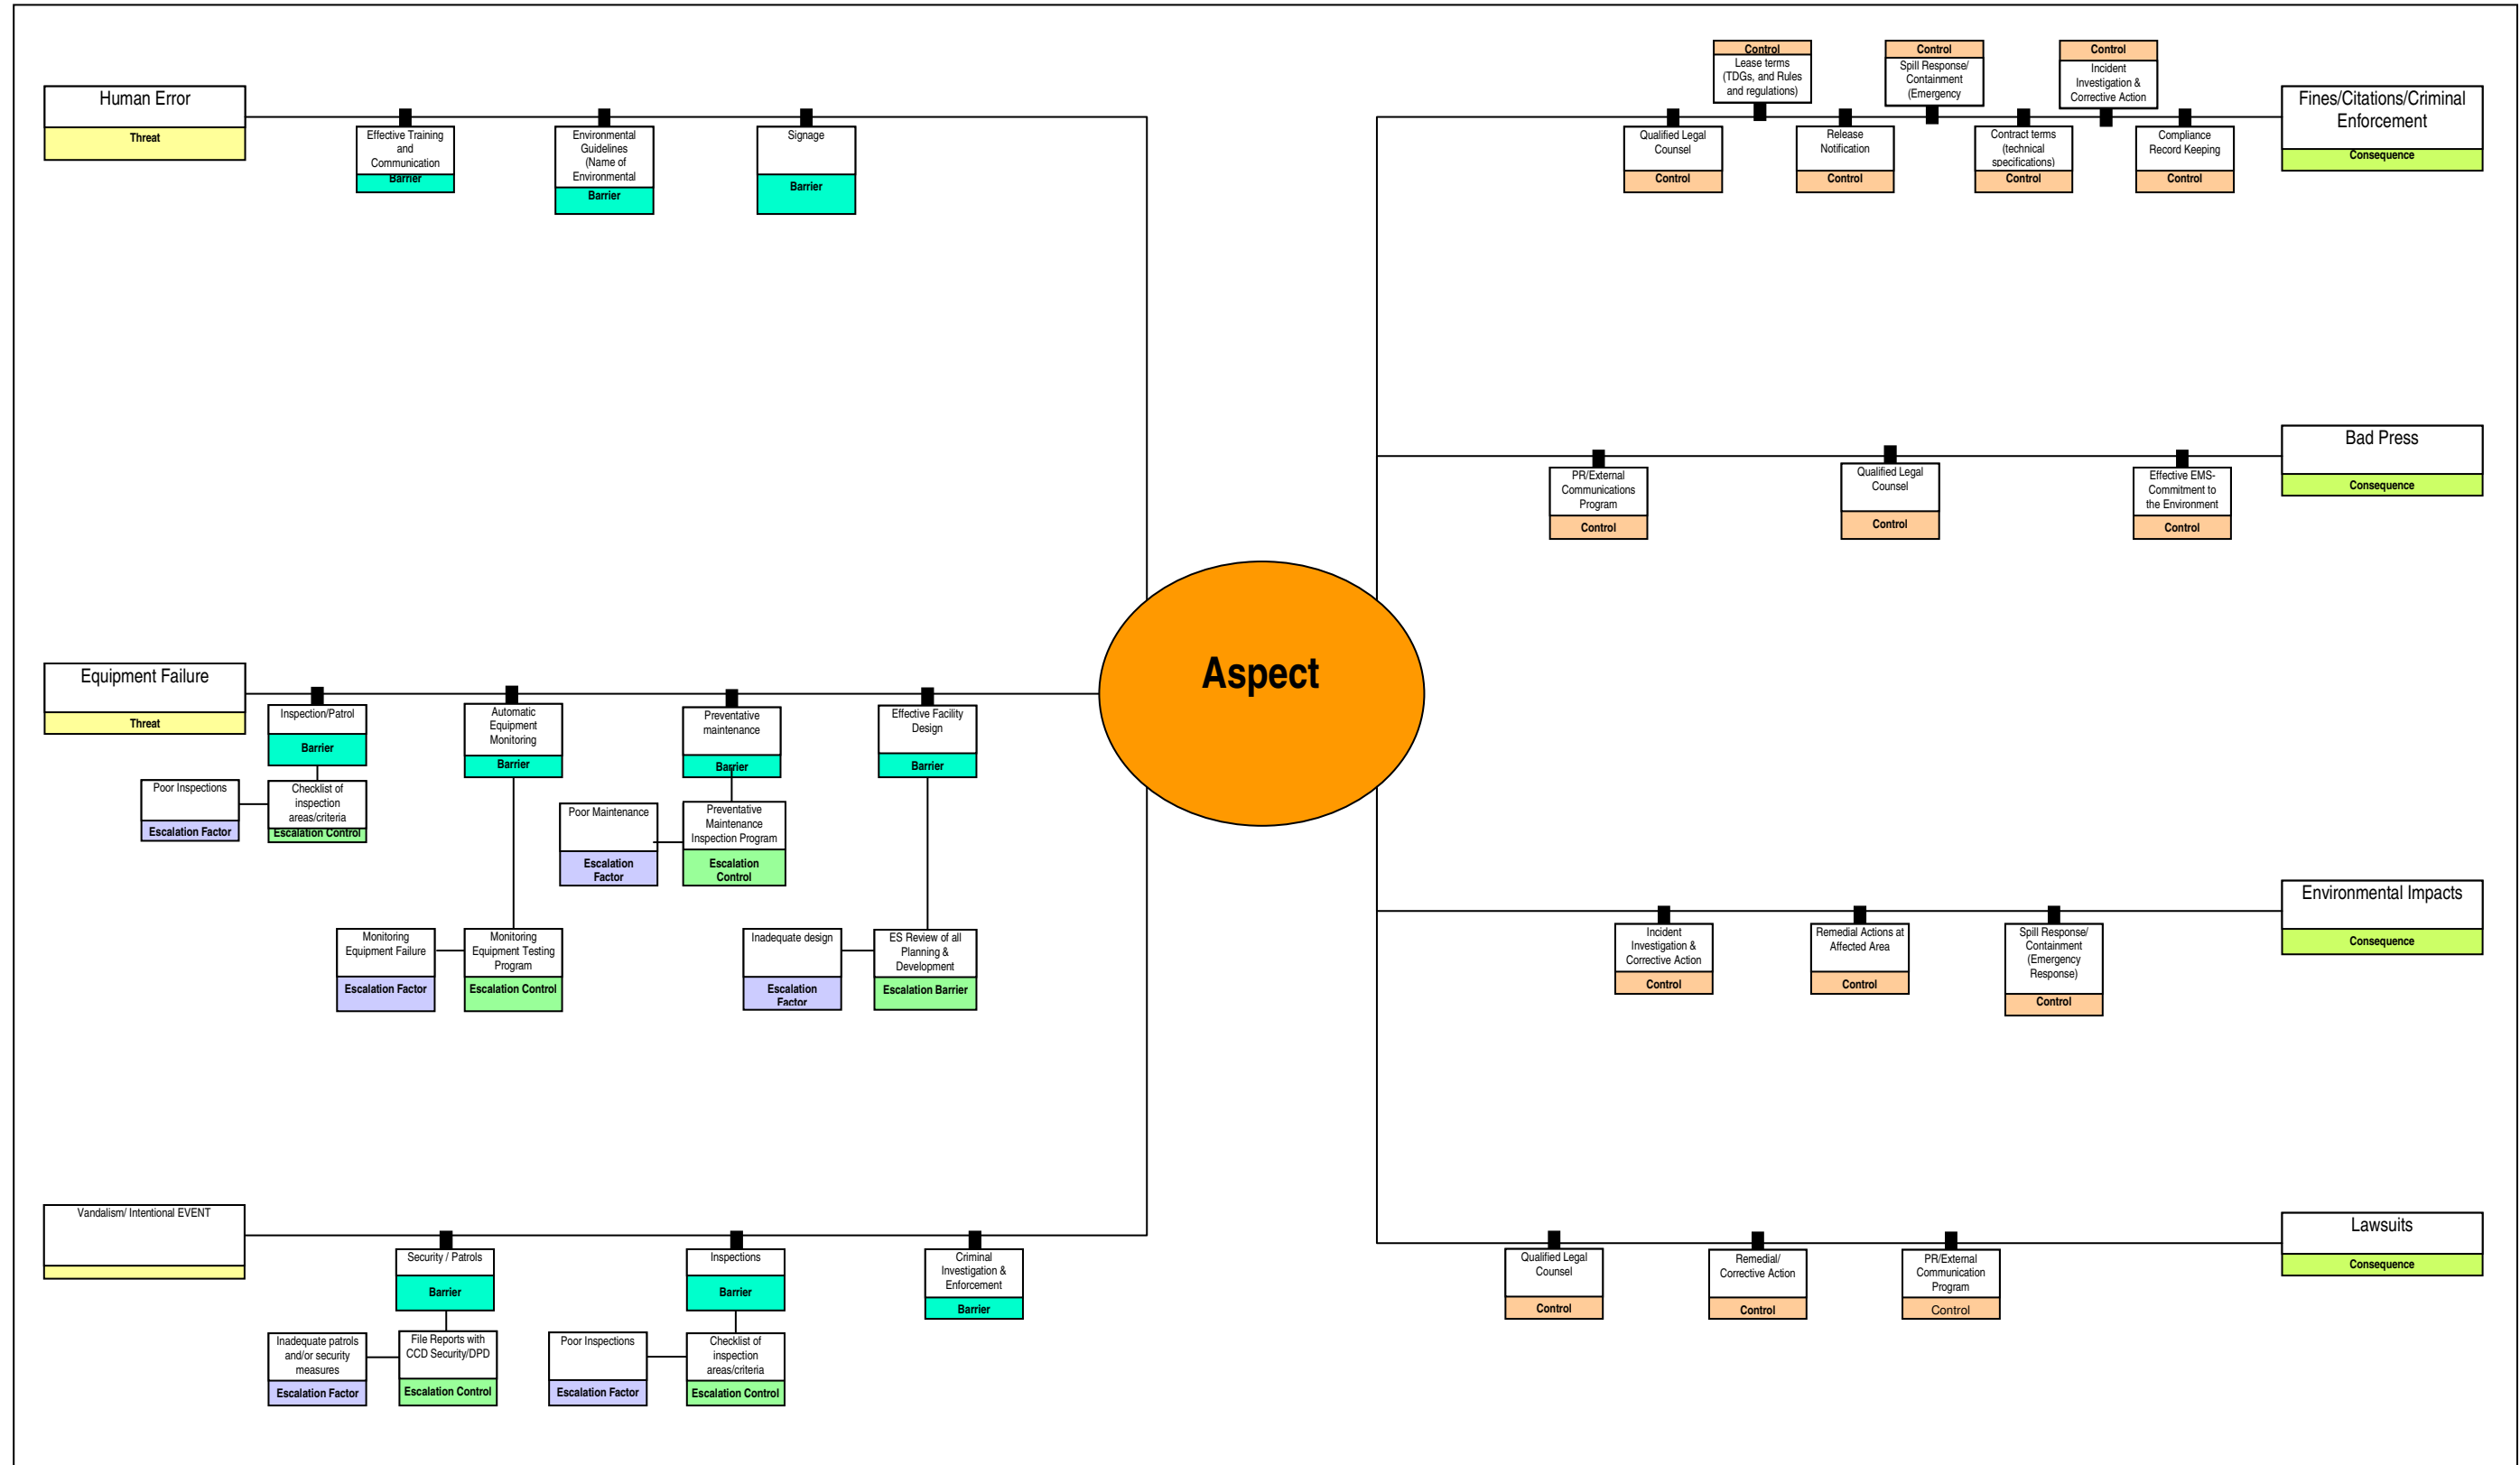 Human Error
Threat
Effective Training
and
Communication
Barrier
Environmental
Guidelines
(Name of
Environmental
Barrier
Signage
Barrier
Control
Lease terms
(TDGs, and Rules
and regulations)
Control
Spill Response/
Containment
(Emergency
Control
Incident
Investigation &
Corrective Action
Qualified Legal
Counsel
Control
Release
Notification
Control
Contract terms
(technical
specifications)
Control
Compliance
Record Keeping
Control
Fines/Citations/Criminal
Enforcement
Consequence
PR/External
Communications
Program
Control
Qualified Legal
Counsel
Control
Effective EMS-
Commitment to
the Environment
Control
Bad Press
Consequence
Aspect
Equipment Failure
Threat
Inspection/Patrol
Barrier
Poor Inspections
Escalation Factor
Checklist of
inspection
areas/criteria
Escalation Control
Automatic
Equipment
Monitoring
Barrier
Monitoring
Equipment Failure
Escalation Factor
Monitoring
Equipment Testing
Program
Escalation Control
Preventative
maintenance
Barrier
Poor Maintenance
Escalation
Factor
Preventative
Maintenance
Inspection Program
Escalation
Control
Effective Facility
Design
Barrier
Inadequate design
Escalation
Factor
ES Review of all
Planning &
Development
Escalation Barrier
Incident
Investigation &
Corrective Action
Control
Remedial Actions at
Affected Area
Control
Spill Response/
Containment
(Emergency
Response)
Control
Environmental Impacts
Consequence
Vandalism/ Intentional EVENT
Security / Patrols
Barrier
Inadequate patrols
and/or security
measures
Escalation Factor
File Reports with
CCD Security/DPD
Escalation Control
Inspections
Barrier
Poor Inspections
Escalation Factor
Checklist of
inspection
areas/criteria
Escalation Control
Criminal
Investigation &
Enforcement
Barrier
Qualified Legal
Counsel
Control
Remedial/
Corrective Action
Control
PR/External
Communication
Program
Control
Lawsuits
Consequence